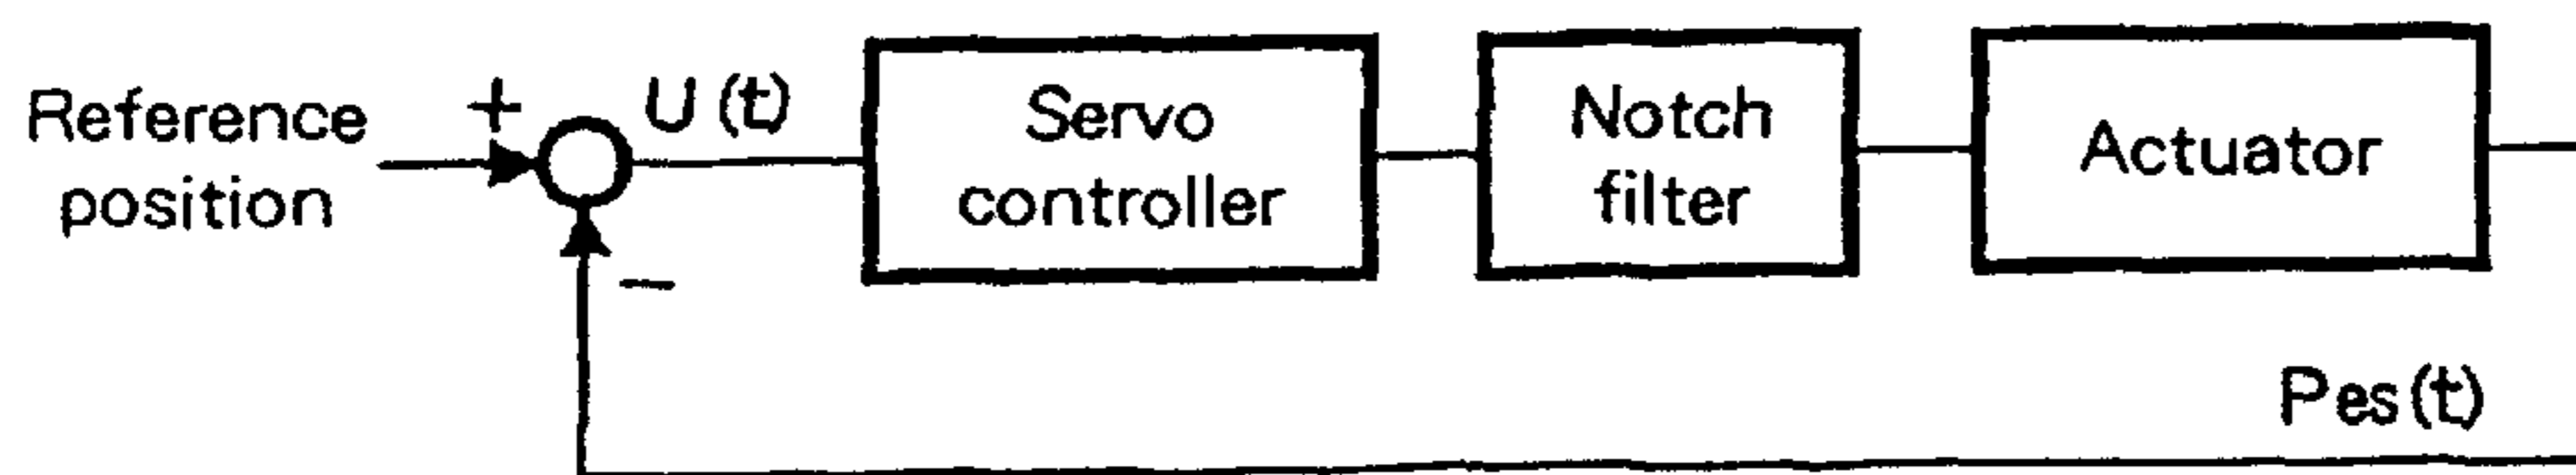 Reference
position
+
U(t)
−
Servo
controller
Notch
filter
Actuator
Pes(t)